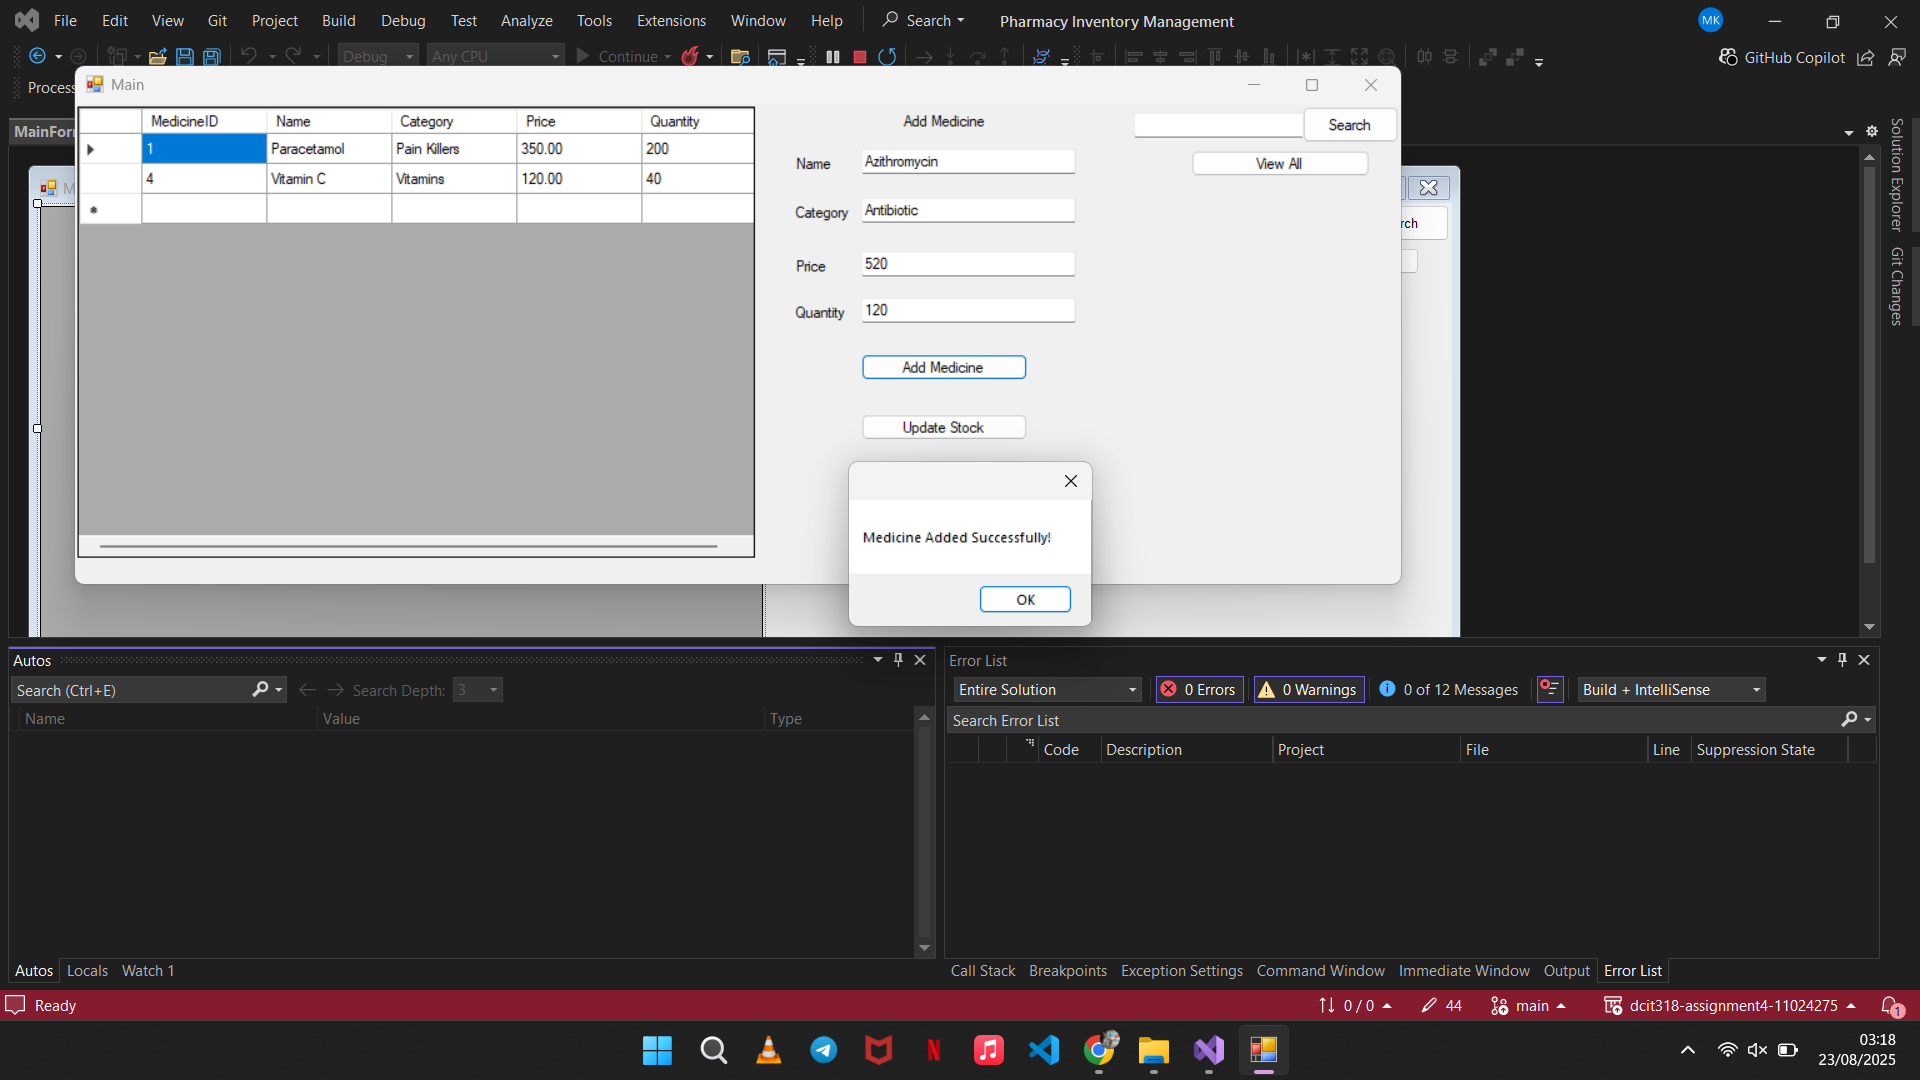 File Edit View Git Project Build Debug Test Analyze Tools Extensions Window Help Search Pharmacy Inventory Management MK
Debug Any CPU Continue GitHub Copilot
Process
Main
MainForm
MedicineID Name Category Price Quantity
1 Paracetamol Pain Killers 350.00 200
4 Vitamin C Vitamins 120.00 40
Add Medicine
Search
View All
Name Azithromycin
Category Antibiotic
Price 520
Quantity 120
Add Medicine
Update Stock
Medicine Added Successfully!
OK
M
rch
Solution Explorer
Git Changes
Autos
Search (Ctrl+E) Search Depth: 3
Name Value Type
Autos Locals Watch 1
Error List
Entire Solution 0 Errors 0 Warnings 0 of 12 Messages Build + IntelliSense
Search Error List
Code Description Project File Line Suppression State
Call Stack Breakpoints Exception Settings Command Window Immediate Window Output Error List
Ready 0 / 0 44 main dcit318-assignment4-11024275 1
03:18
23/08/2025